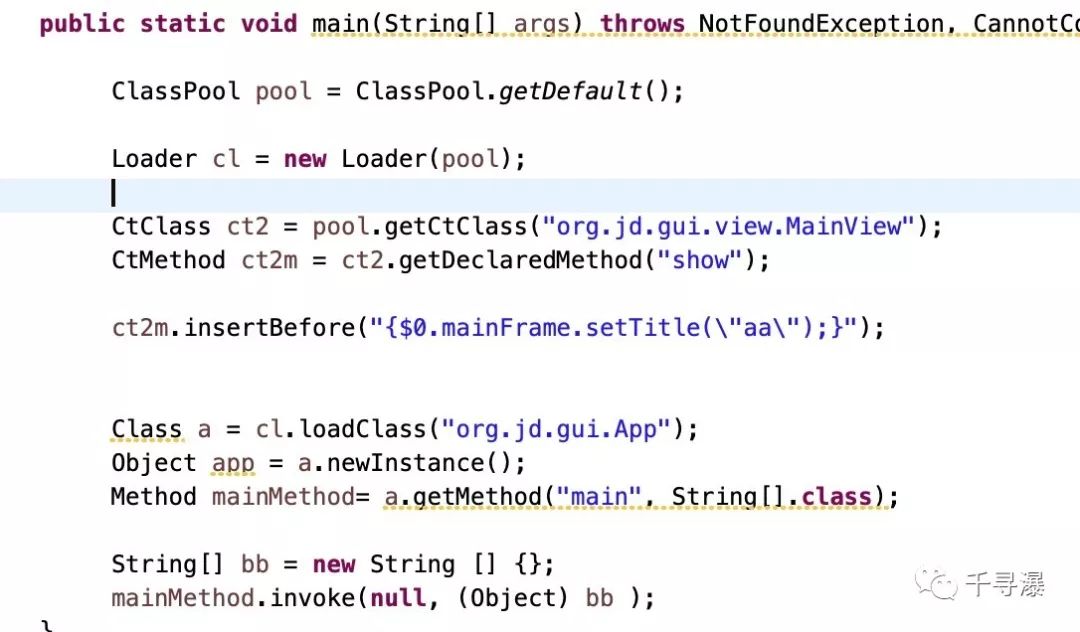 public static void main(String[] args) throws NotFoundException, CannotCo
ClassPool pool = ClassPool.getDefault();
Loader cl = new Loader(pool);
CtClass ct2 = pool.getCtClass("org.jd.gui.view.MainView");
CtMethod ct2m = ct2.getDeclaredMethod("show");
ct2m.insertBefore("{$0.mainFrame.setTitle(\"aa\");}");
Class a = cl.loadClass("org.jd.gui.App");
Object app = a.newInstance();
Method mainMethod= a.getMethod("main", String[].class);
String[] bb = new String [] {};
mainMethod.invoke(null, (Object) bb );
}
千寻瀑